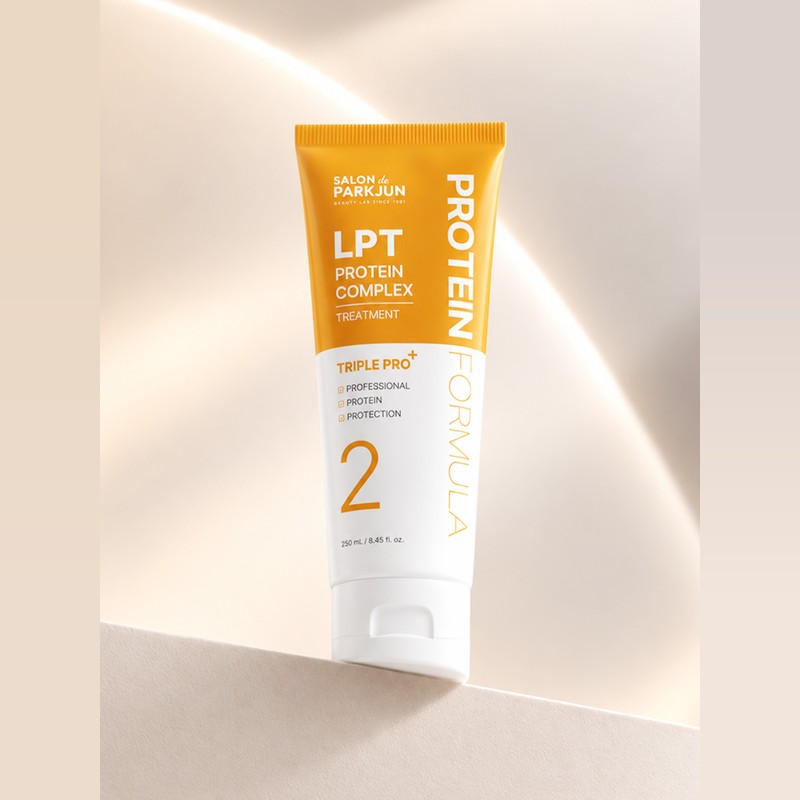 SALON de
PARKJUN
BEAUTY LAB SINCE 1981
LPT
PROTEIN
COMPLEX
TREATMENT
TRIPLE PRO+
PROFESSIONAL
PROTEIN
PROTECTION
2
250 mL / 8.45 fl. oz.
PROTEIN FORMULA